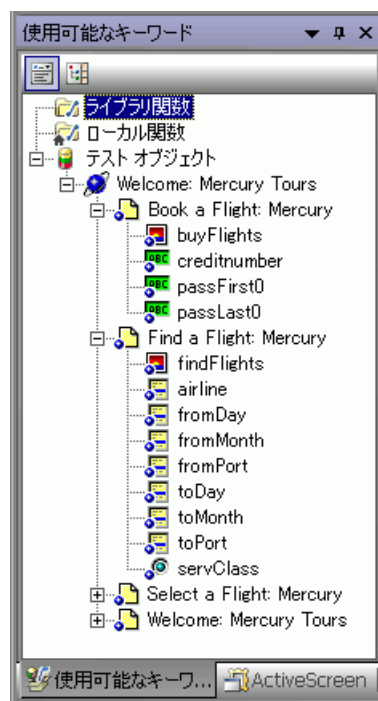 使用可能なキーワード
ライブラリ関数
ローカル関数
テスト オブジェクト
Welcome: Mercury Tours
Book a Flight: Mercury
buyFlights
creditnumber
passFirst0
passLast0
Find a Flight: Mercury
findFlights
airline
fromDay
fromMonth
fromPort
toDay
toMonth
toPort
servClass
Select a Flight: Mercury
Welcome: Mercury Tours
使用可能なキーワ... ActiveScreen